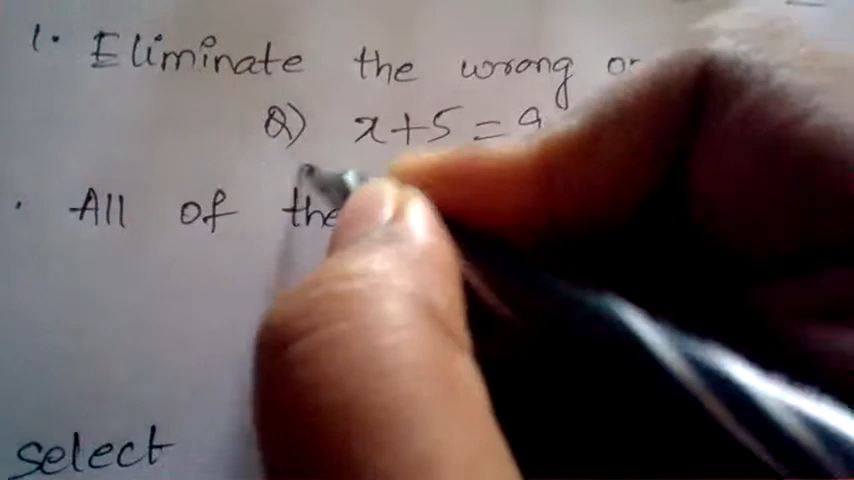 1. Eliminate the wrong
Q) x+5=9
. All of the
select